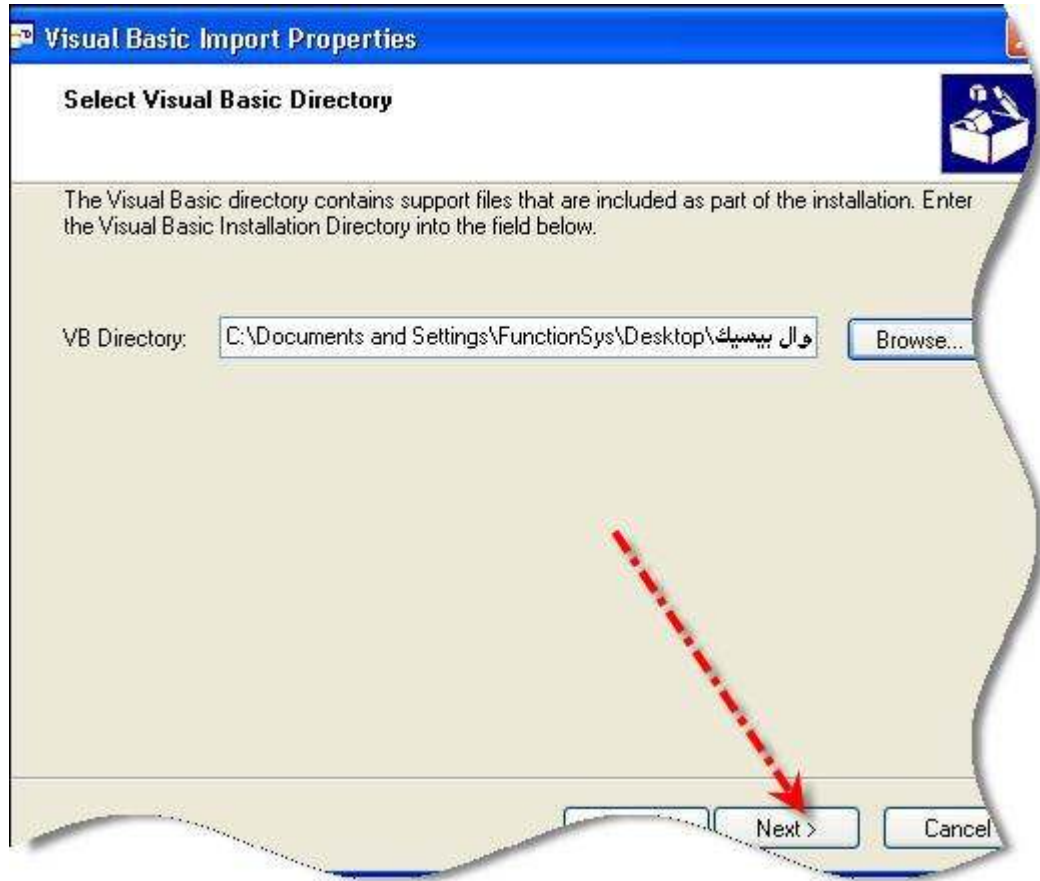 Visual Basic Import Properties
Select Visual Basic Directory
The Visual Basic directory contains support files that are included as part of the installation. Enter
the Visual Basic Installation Directory into the field below.
VB Directory: C:\Documents and Settings\FunctionSys\Desktop\وال بيسيك Browse...
Next > Cancel